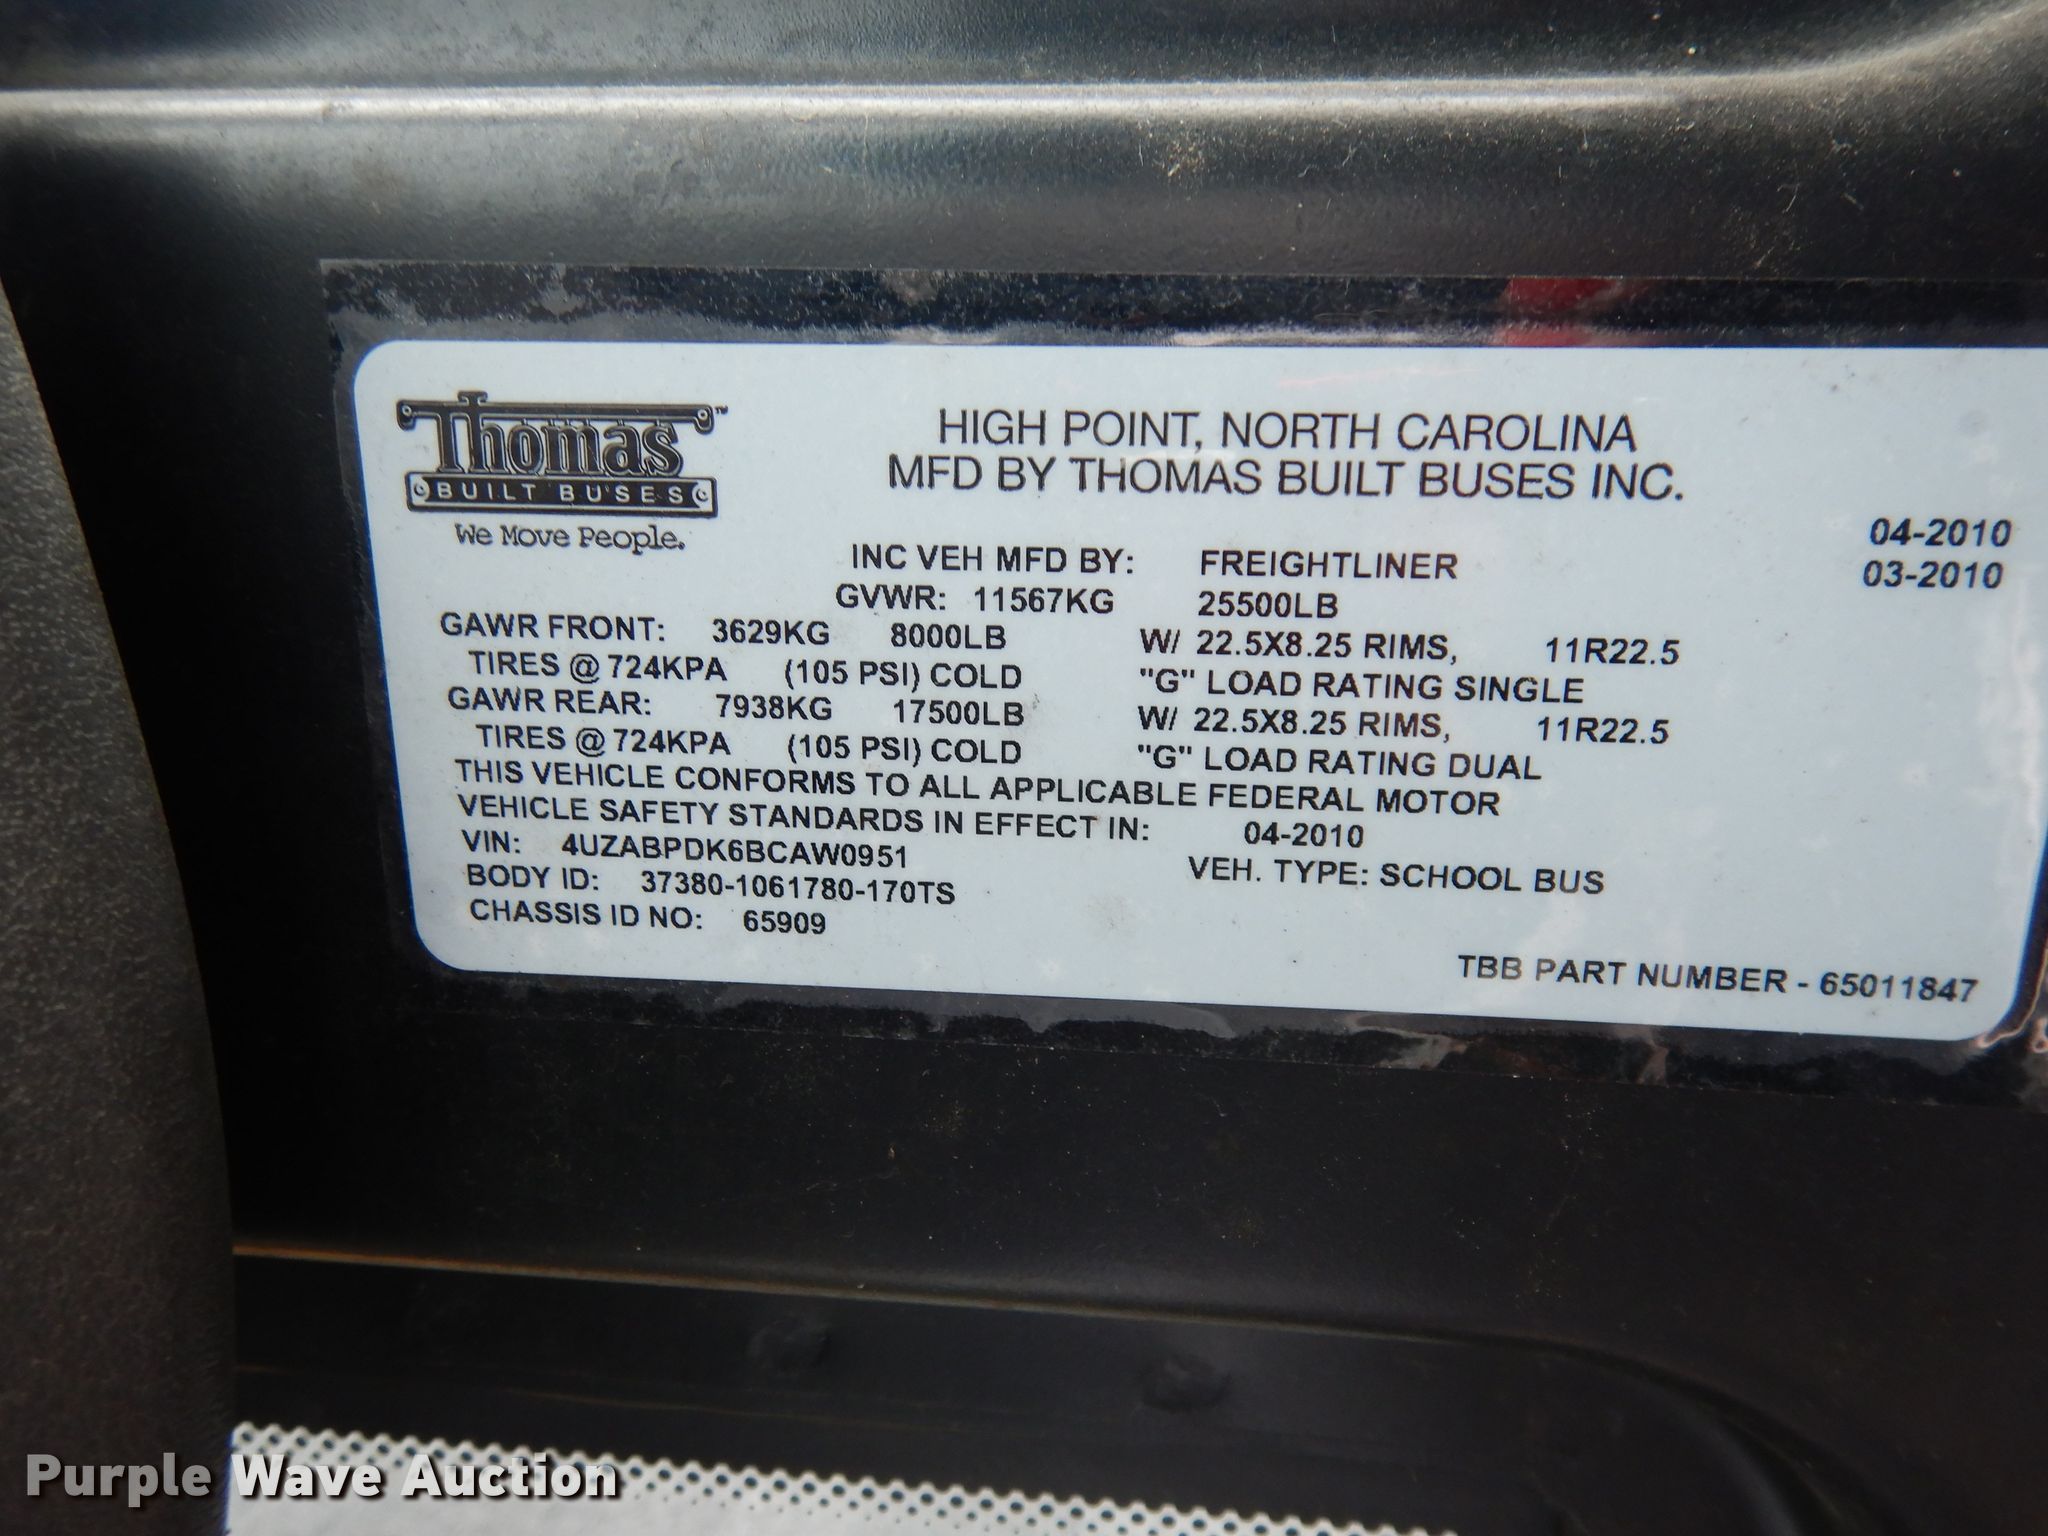 Thomas™
BUILT BUSES
We Move People.
HIGH POINT, NORTH CAROLINA
MFD BY THOMAS BUILT BUSES INC.
04-2010
INC VEH MFD BY: FREIGHTLINER 03-2010
GVWR: 11567KG 25500LB
GAWR FRONT: 3629KG 8000LB W/ 22.5X8.25 RIMS, 11R22.5
TIRES @ 724KPA (105 PSI) COLD "G" LOAD RATING SINGLE
GAWR REAR: 7938KG 17500LB W/ 22.5X8.25 RIMS, 11R22.5
TIRES @ 724KPA (105 PSI) COLD "G" LOAD RATING DUAL
THIS VEHICLE CONFORMS TO ALL APPLICABLE FEDERAL MOTOR
VEHICLE SAFETY STANDARDS IN EFFECT IN: 04-2010
VIN: 4UZABPDK6BCAW0951 VEH. TYPE: SCHOOL BUS
BODY ID: 37380-1061780-170TS
CHASSIS ID NO: 65909
TBB PART NUMBER - 65011847
Purple Wave Auction